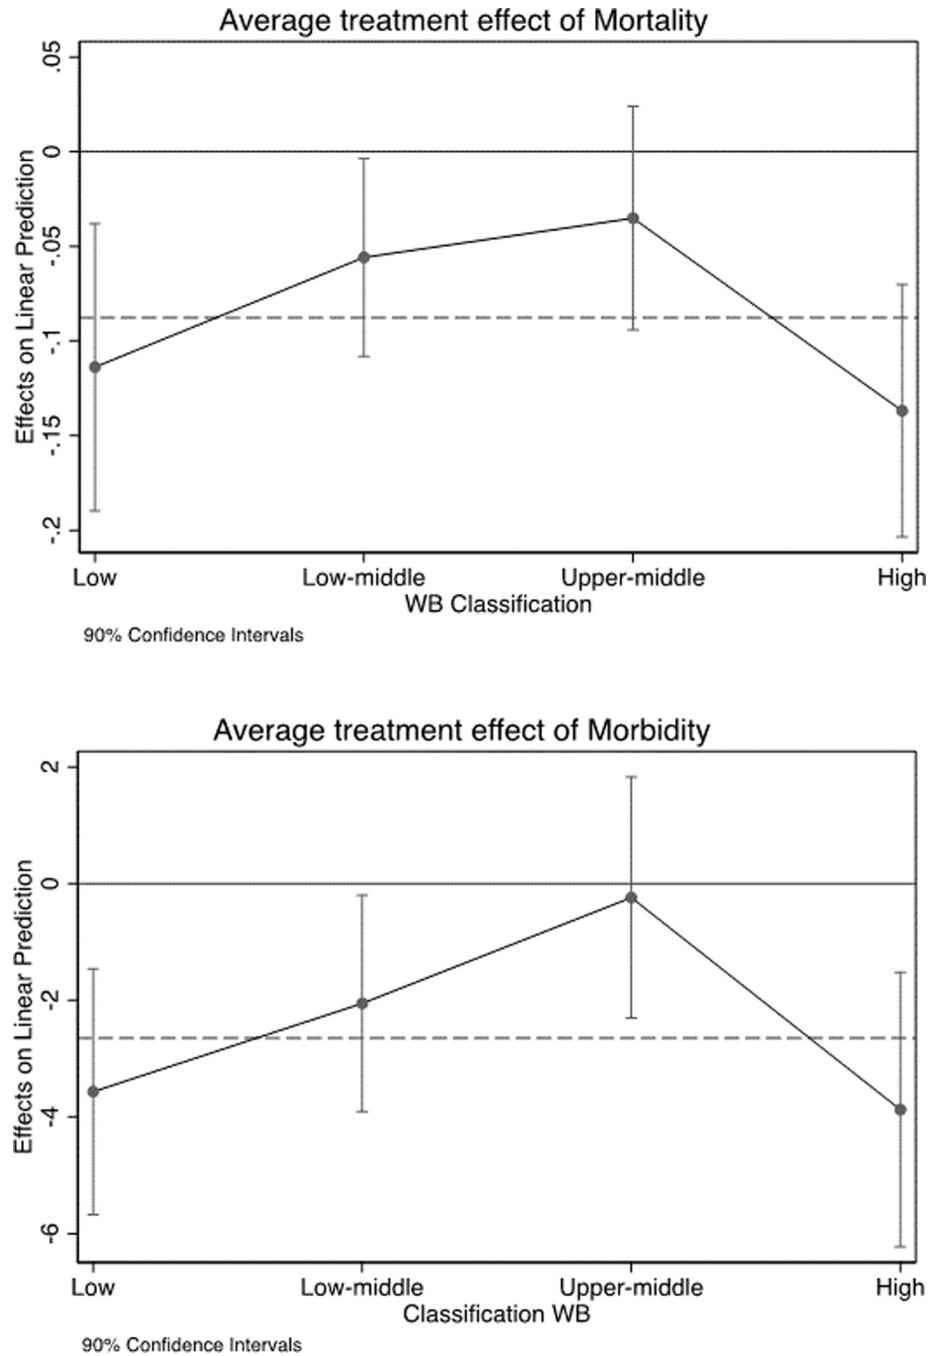 Average treatment effect of Mortality
Effects on Linear Prediction
.05
0
-.05
-.1
-.15
-.2
Low Low-middle Upper-middle High
WB Classification
90% Confidence Intervals
Average treatment effect of Morbidity
Effects on Linear Prediction
2
0
-2
-4
-6
Low Low-middle Upper-middle High
Classification WB
90% Confidence Intervals